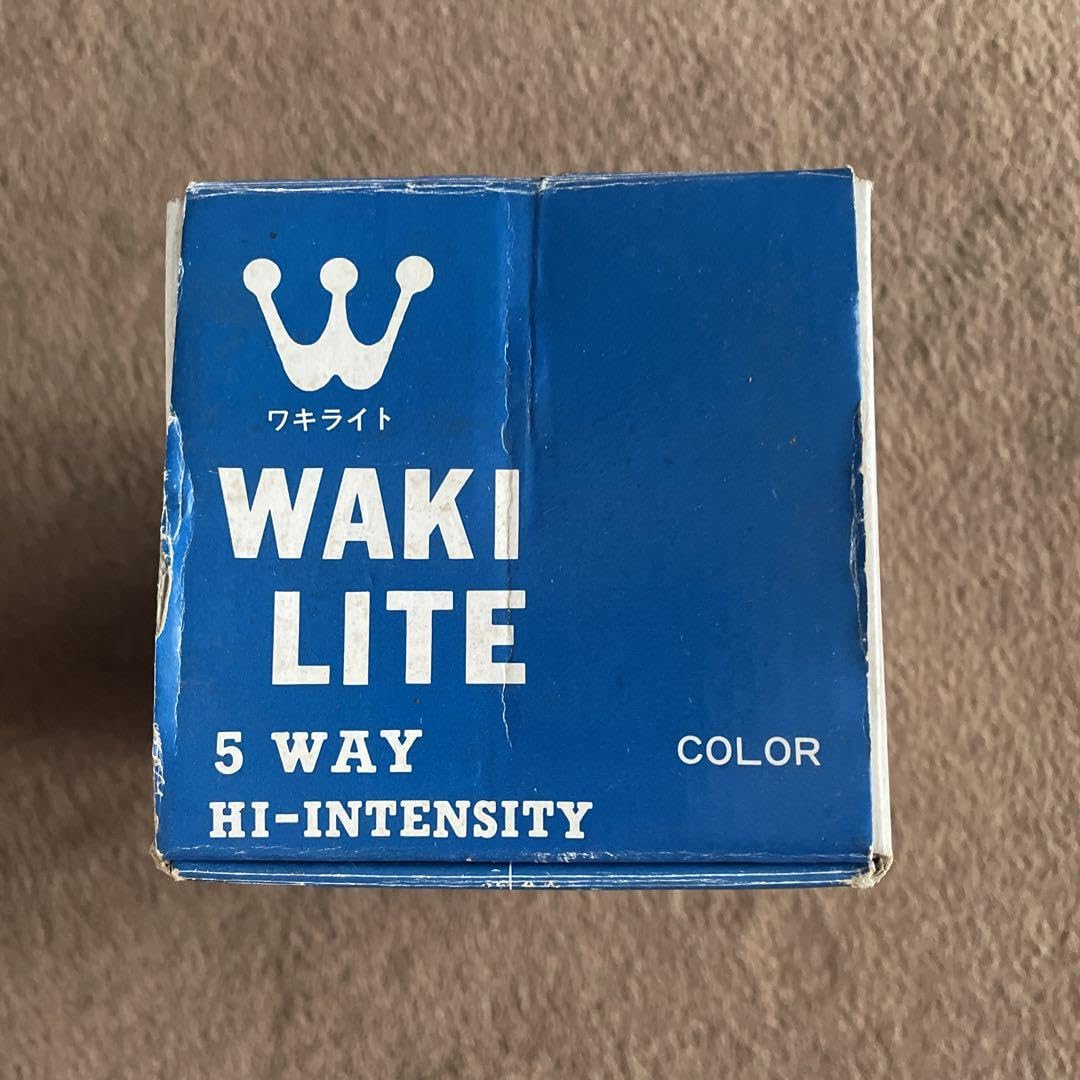 ワキライト
WAKI
LITE
5 WAY
HI-INTENSITY
COLOR